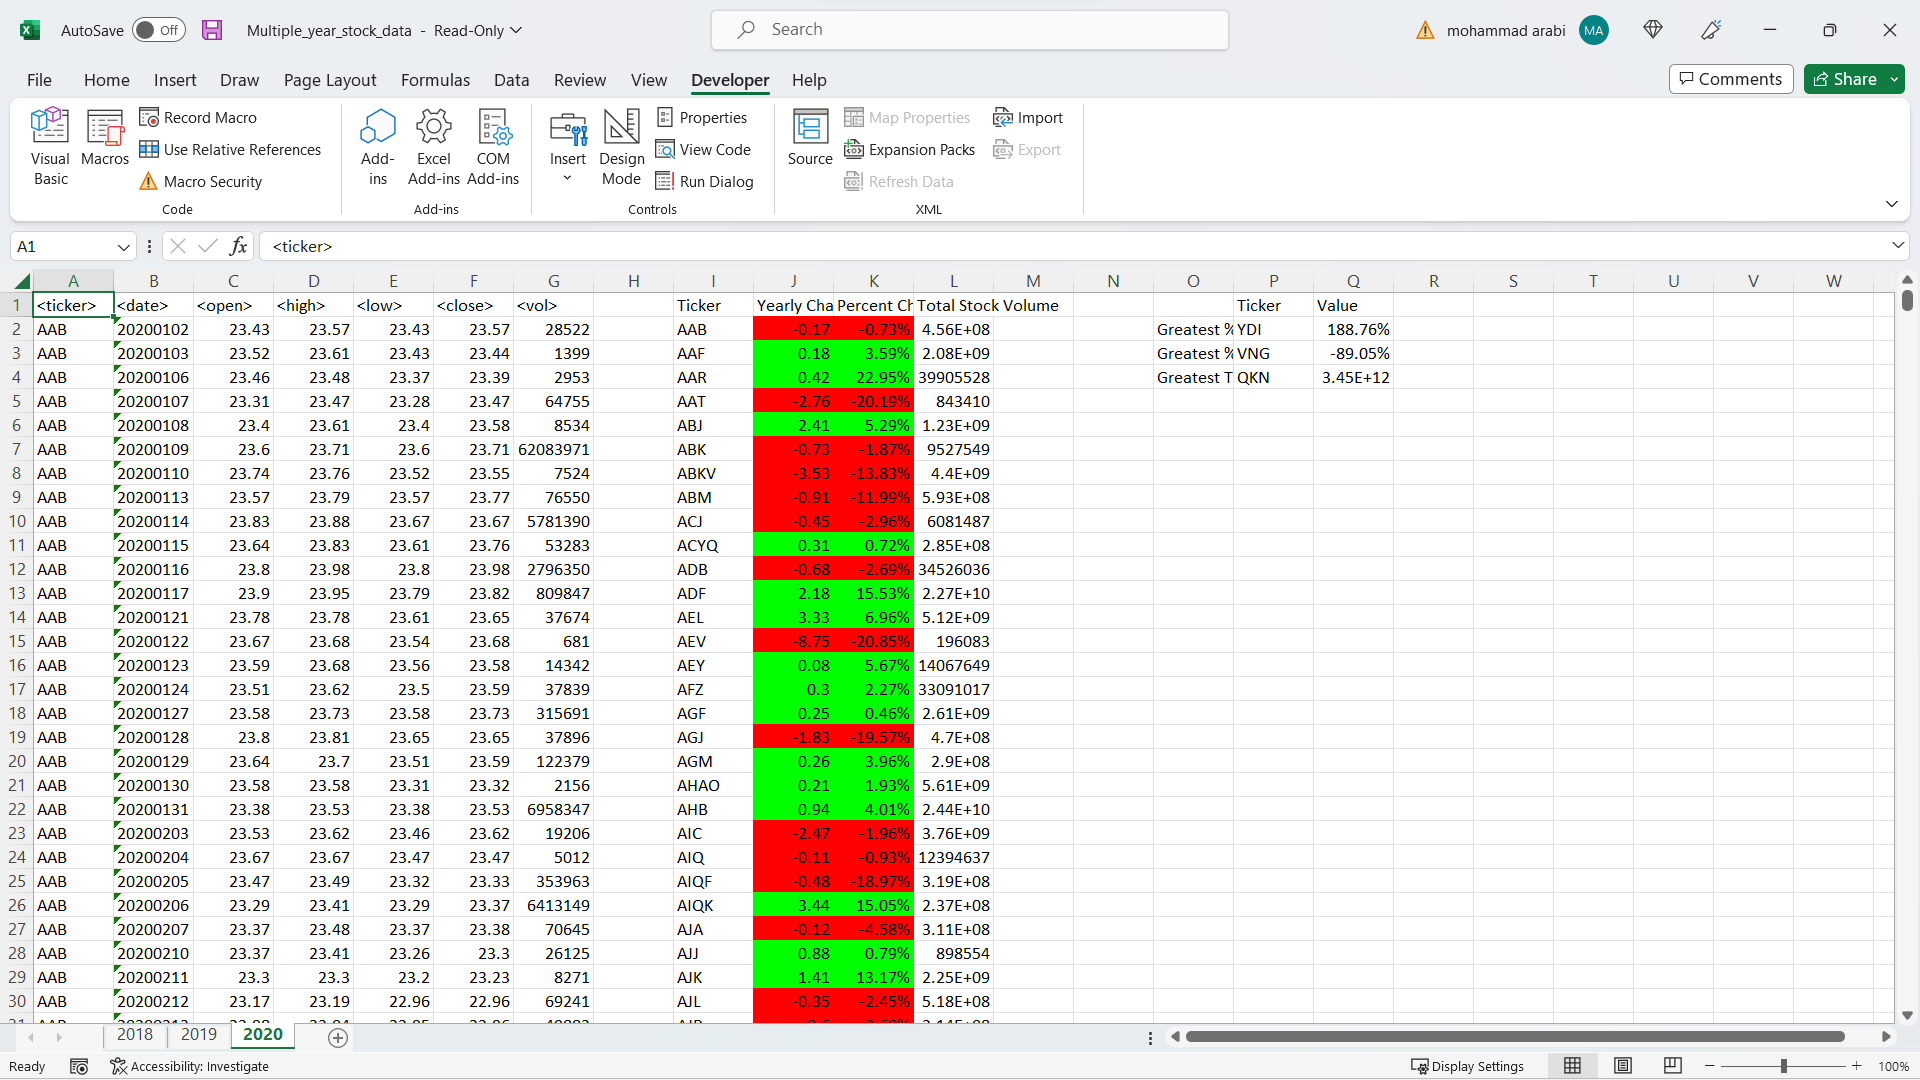 AutoSave Off Multiple_year_stock_data - Read-Only Search mohammad arabi MA
File Home Insert Draw Page Layout Formulas Data Review View Developer Help Comments Share
Visual Basic Macros Record Macro Use Relative References Macro Security Code
Add-ins Excel Add-ins COM Add-ins Add-ins
Insert Design Mode Properties View Code Run Dialog Controls
Source Map Properties Expansion Packs Refresh Data Import Export XML
A1 fx <ticker>
A B C D E F G H I J K L M N O P Q R S T U V W
1 <ticker> <date> <open> <high> <low> <close> <vol> Ticker Yearly Cha Percent Ch Total Stock Volume Ticker Value
2 AAB 20200102 23.43 23.57 23.43 23.57 28522 AAB -0.17 -0.73% 4.56E+08 Greatest % YDI 188.76%
3 AAB 20200103 23.52 23.61 23.43 23.44 1399 AAF 0.18 3.59% 2.08E+09 Greatest % VNG -89.05%
4 AAB 20200106 23.46 23.48 23.37 23.39 2953 AAR 0.42 22.95% 39905528 Greatest T QKN 3.45E+12
5 AAB 20200107 23.31 23.47 23.28 23.47 64755 AAT -2.76 -20.19% 843410
6 AAB 20200108 23.4 23.61 23.4 23.58 8534 ABJ 2.41 5.29% 1.23E+09
7 AAB 20200109 23.6 23.71 23.6 23.71 62083971 ABK -0.73 -1.87% 9527549
8 AAB 20200110 23.74 23.76 23.52 23.55 7524 ABKV -3.53 -13.83% 4.4E+09
9 AAB 20200113 23.57 23.79 23.57 23.77 76550 ABM -0.91 -11.99% 5.93E+08
10 AAB 20200114 23.83 23.88 23.67 23.67 5781390 ACJ -0.45 -2.96% 6081487
11 AAB 20200115 23.64 23.83 23.61 23.76 53283 ACYQ 0.31 0.72% 2.85E+08
12 AAB 20200116 23.8 23.98 23.8 23.98 2796350 ADB -0.68 -2.69% 34526036
13 AAB 20200117 23.9 23.95 23.79 23.82 809847 ADF 2.18 15.53% 2.27E+10
14 AAB 20200121 23.78 23.78 23.61 23.65 37674 AEL 3.33 6.96% 5.12E+09
15 AAB 20200122 23.67 23.68 23.54 23.68 681 AEV -8.75 -20.85% 196083
16 AAB 20200123 23.59 23.68 23.56 23.58 14342 AEY 0.08 5.67% 14067649
17 AAB 20200124 23.51 23.62 23.5 23.59 37839 AFZ 0.3 2.27% 33091017
18 AAB 20200127 23.58 23.73 23.58 23.73 315691 AGF 0.25 0.46% 2.61E+09
19 AAB 20200128 23.8 23.81 23.65 23.65 37896 AGJ -1.83 -19.57% 4.7E+08
20 AAB 20200129 23.64 23.7 23.51 23.59 122379 AGM 0.26 3.96% 2.9E+08
21 AAB 20200130 23.58 23.58 23.31 23.32 2156 AHAO 0.21 1.93% 5.61E+09
22 AAB 20200131 23.38 23.53 23.38 23.53 6958347 AHB 0.94 4.01% 2.44E+10
23 AAB 20200203 23.53 23.62 23.46 23.62 19206 AIC -2.47 -1.96% 3.76E+09
24 AAB 20200204 23.67 23.67 23.47 23.47 5012 AIQ -0.11 -0.93% 12394637
25 AAB 20200205 23.47 23.49 23.32 23.33 353963 AIQF -0.48 -18.97% 3.19E+08
26 AAB 20200206 23.29 23.41 23.29 23.37 6413149 AIQK 3.44 15.05% 2.37E+08
27 AAB 20200207 23.37 23.48 23.37 23.38 70645 AJA -0.12 -4.58% 3.11E+08
28 AAB 20200210 23.37 23.41 23.26 23.3 26125 AJJ 0.88 0.79% 898554
29 AAB 20200211 23.3 23.3 23.2 23.23 8271 AJK 1.41 13.17% 2.25E+09
30 AAB 20200212 23.17 23.19 22.96 22.96 69241 AJL -0.35 -2.45% 5.18E+08
2018 2019 2020
Ready Accessibility: Investigate Display Settings 100%